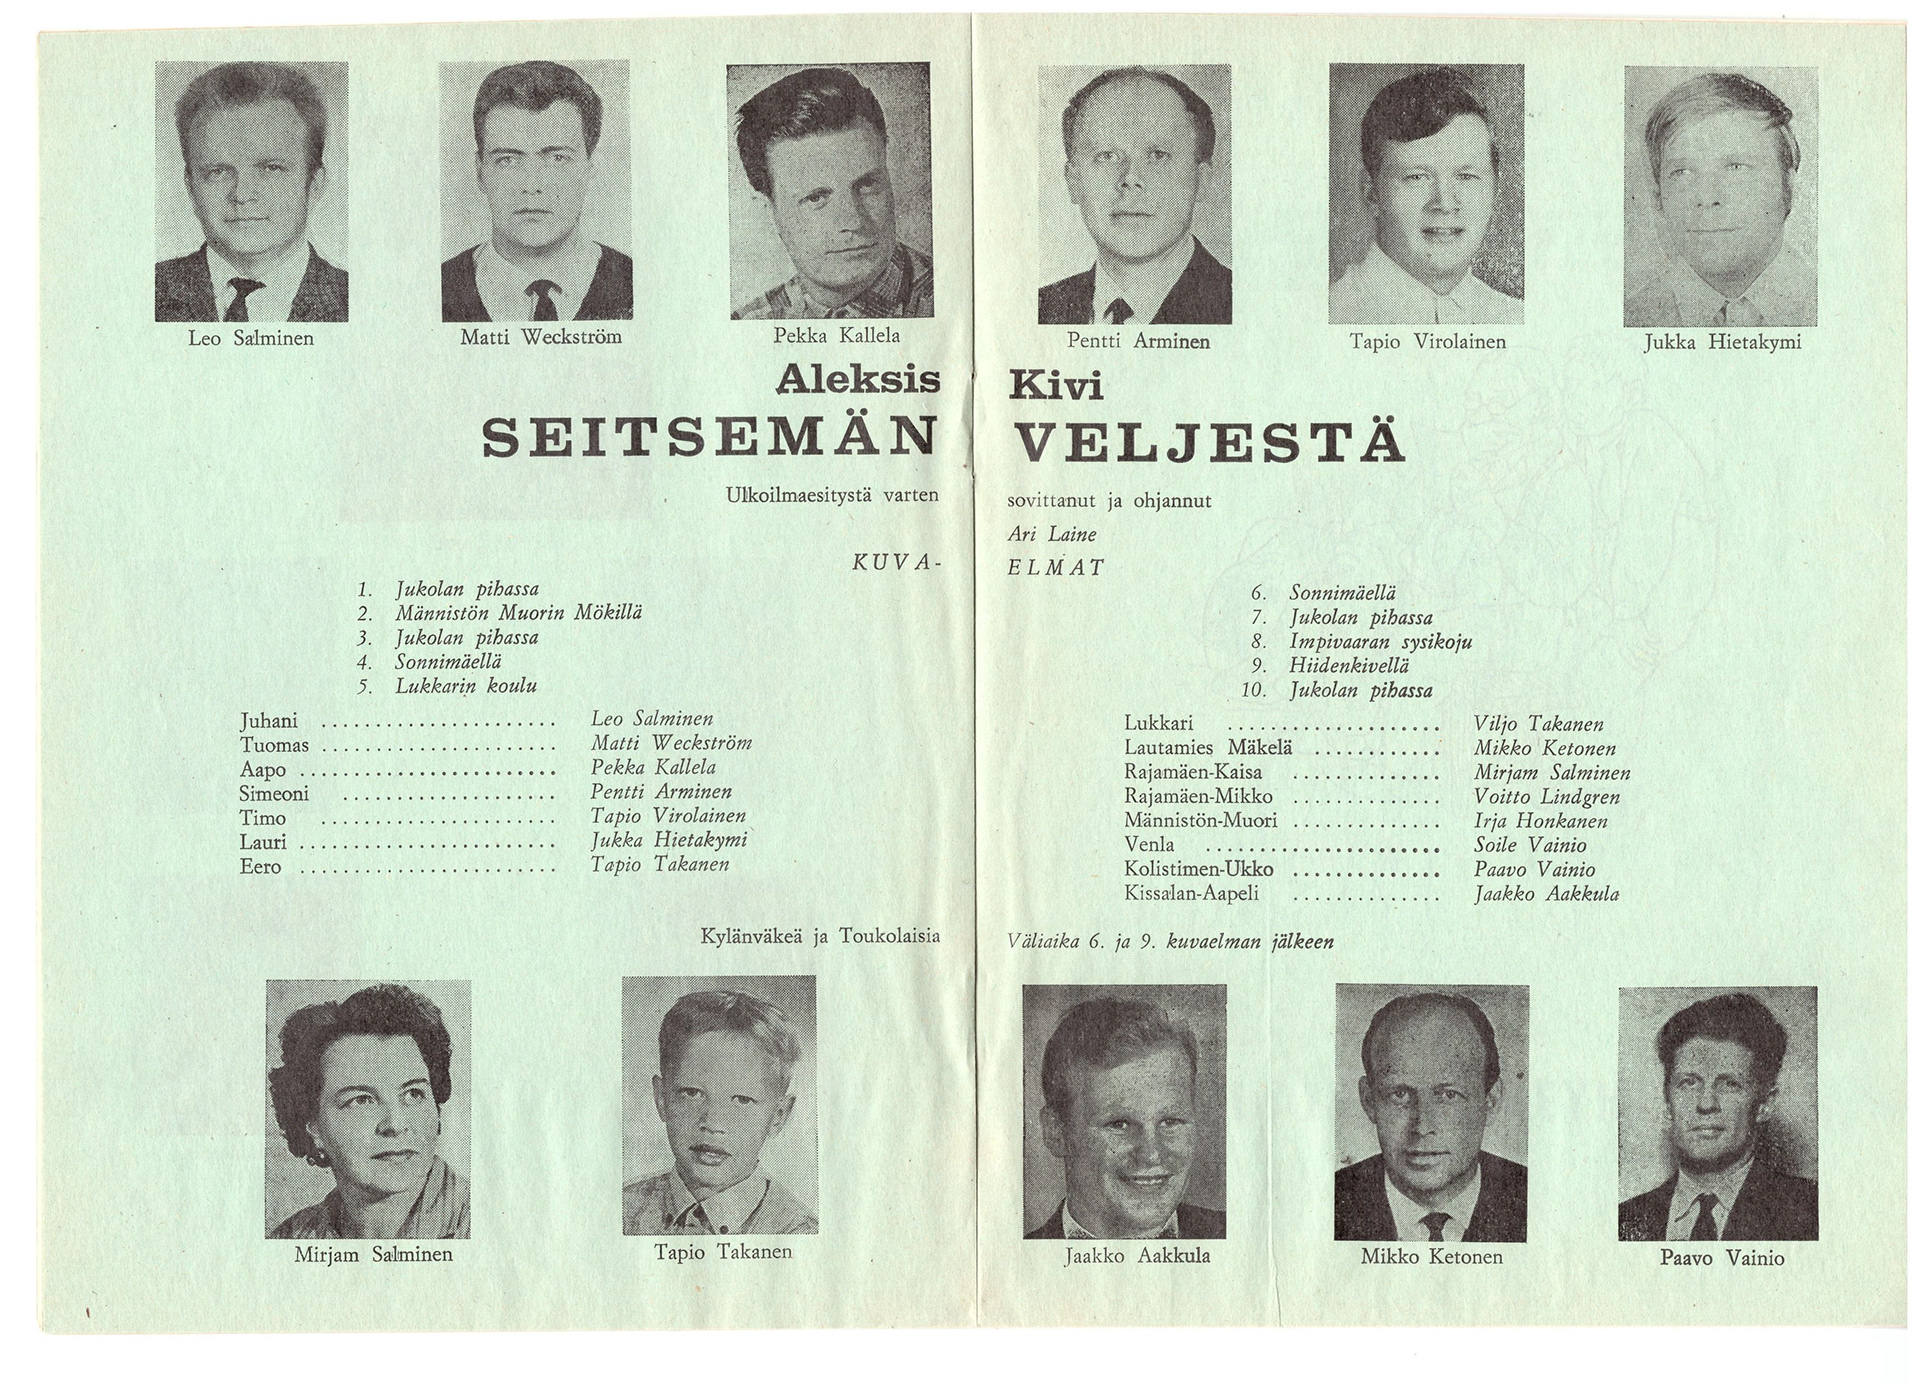 Leo Salminen
Matti Weckström
Pekka Kallela
Pentti Arminen
Tapio Virolainen
Jukka Hietakymi
Aleksis Kivi
SEITSEMÄN VELJESTÄ
Ulkoilmaesitystä varten sovittanut ja ohjannut
Ari Laine
KUVA- ELMAT
1. Jukolan pihassa
2. Männistön Muorin Mökillä
3. Jukolan pihassa
4. Sonnimäellä
5. Lukkarin koulu
6. Sonnimäellä
7. Jukolan pihassa
8. Impivaaran sysikoju
9. Hiidenkivellä
10. Jukolan pihassa
Juhani ...................... Leo Salminen
Tuomas ...................... Matti Weckström
Aapo ........................ Pekka Kallela
Simeoni .................... Pentti Arminen
Timo ...................... Tapio Virolainen
Lauri ........................ Jukka Hietakymi
Eero ........................ Tapio Takanen
Lukkari .................... Viljo Takanen
Lautamies Mäkelä ............ Mikko Ketonen
Rajamäen-Kaisa .............. Mirjam Salminen
Rajamäen-Mikko .............. Voitto Lindgren
Männistön-Muori .............. Irja Honkanen
Venla ...................... Soile Vainio
Kolistimen-Ukko .............. Paavo Vainio
Kissalan-Aapeli .............. Jaakko Aakkula
Kylänväkeä ja Toukolaisia
Väliaika 6. ja 9. kuvaelman jälkeen
Mirjam Salminen
Tapio Takanen
Jaakko Aakkula
Mikko Ketonen
Paavo Vainio